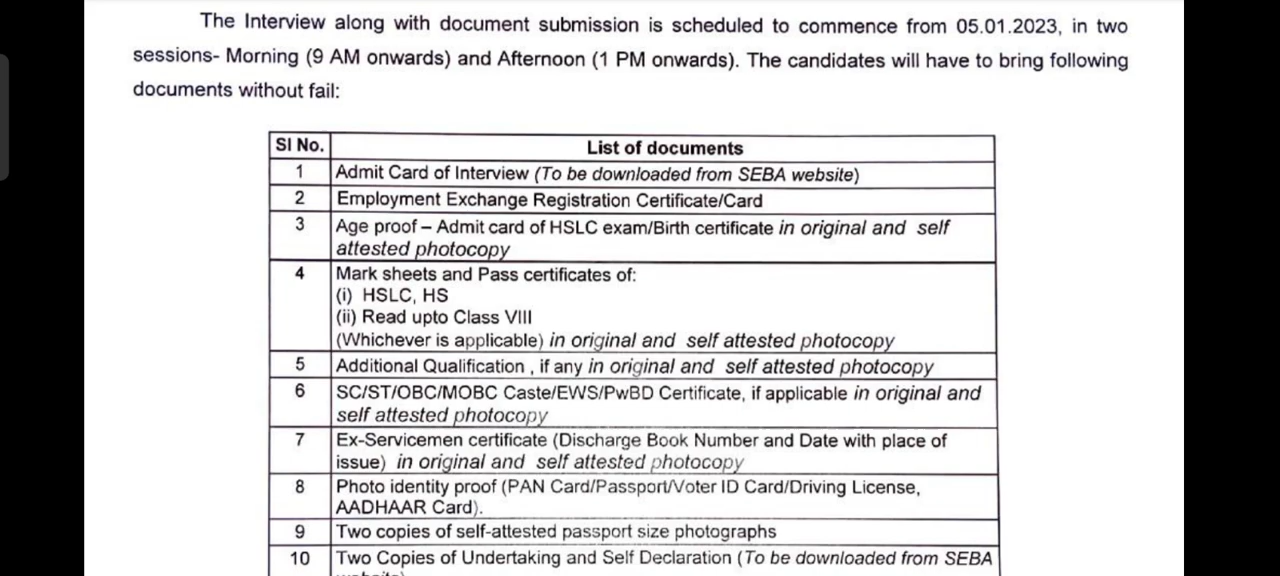 The Interview along with document submission is scheduled to commence from 05.01.2023, in two
sessions- Morning (9 AM onwards) and Afternoon (1 PM onwards). The candidates will have to bring following
documents without fail:
SI No. List of documents
1 Admit Card of Interview (To be downloaded from SEBA website)
2 Employment Exchange Registration Certificate/Card
3 Age proof – Admit card of HSLC exam/Birth certificate in original and self
attested photocopy
4 Mark sheets and Pass certificates of:
(i) HSLC, HS
(ii) Read upto Class VIII
(Whichever is applicable) in original and self attested photocopy
5 Additional Qualification , if any in original and self attested photocopy
6 SC/ST/OBC/MOBC Caste/EWS/PwBD Certificate, if applicable in original and
self attested photocopy
7 Ex-Servicemen certificate (Discharge Book Number and Date with place of
issue) in original and self attested photocopy
8 Photo identity proof (PAN Card/Passport/Voter ID Card/Driving License,
AADHAAR Card).
9 Two copies of self-attested passport size photographs
10 Two Copies of Undertaking and Self Declaration (To be downloaded from SEBA